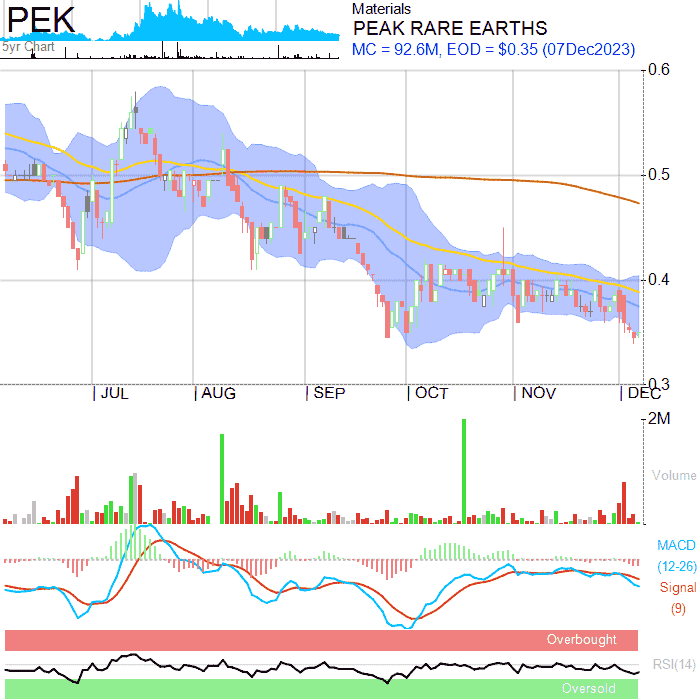 PEK
5yr Chart
Materials
PEAK RARE EARTHS
MC = 92.6M, EOD = $0.35 (07Dec2023)
0.6
0.5
0.4
0.3
JUL AUG SEP OCT NOV DEC
2M
Volume
MACD
(12-26)
Signal
(9)
Overbought
RSI(14)
Oversold